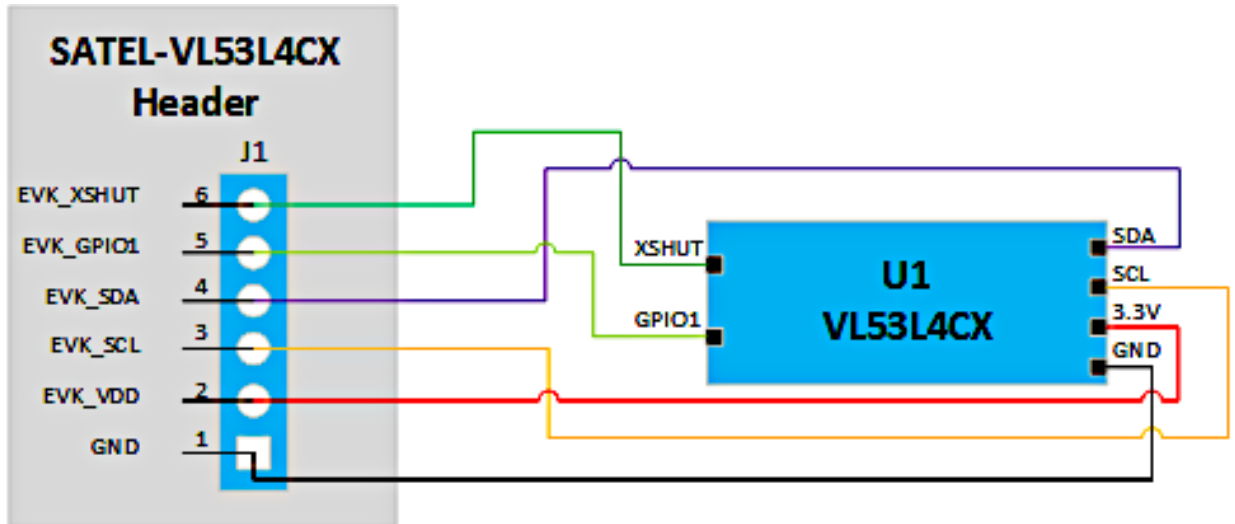 SATEL-VL53L4CX
Header
J1
EVK_XSHUT 6
EVK_GPIO1 5
EVK_SDA 4
EVK_SCL 3
EVK_VDD 2
GND 1
XSHUT
GPIO1
U1
VL53L4CX
SDA
SCL
3.3V
GND